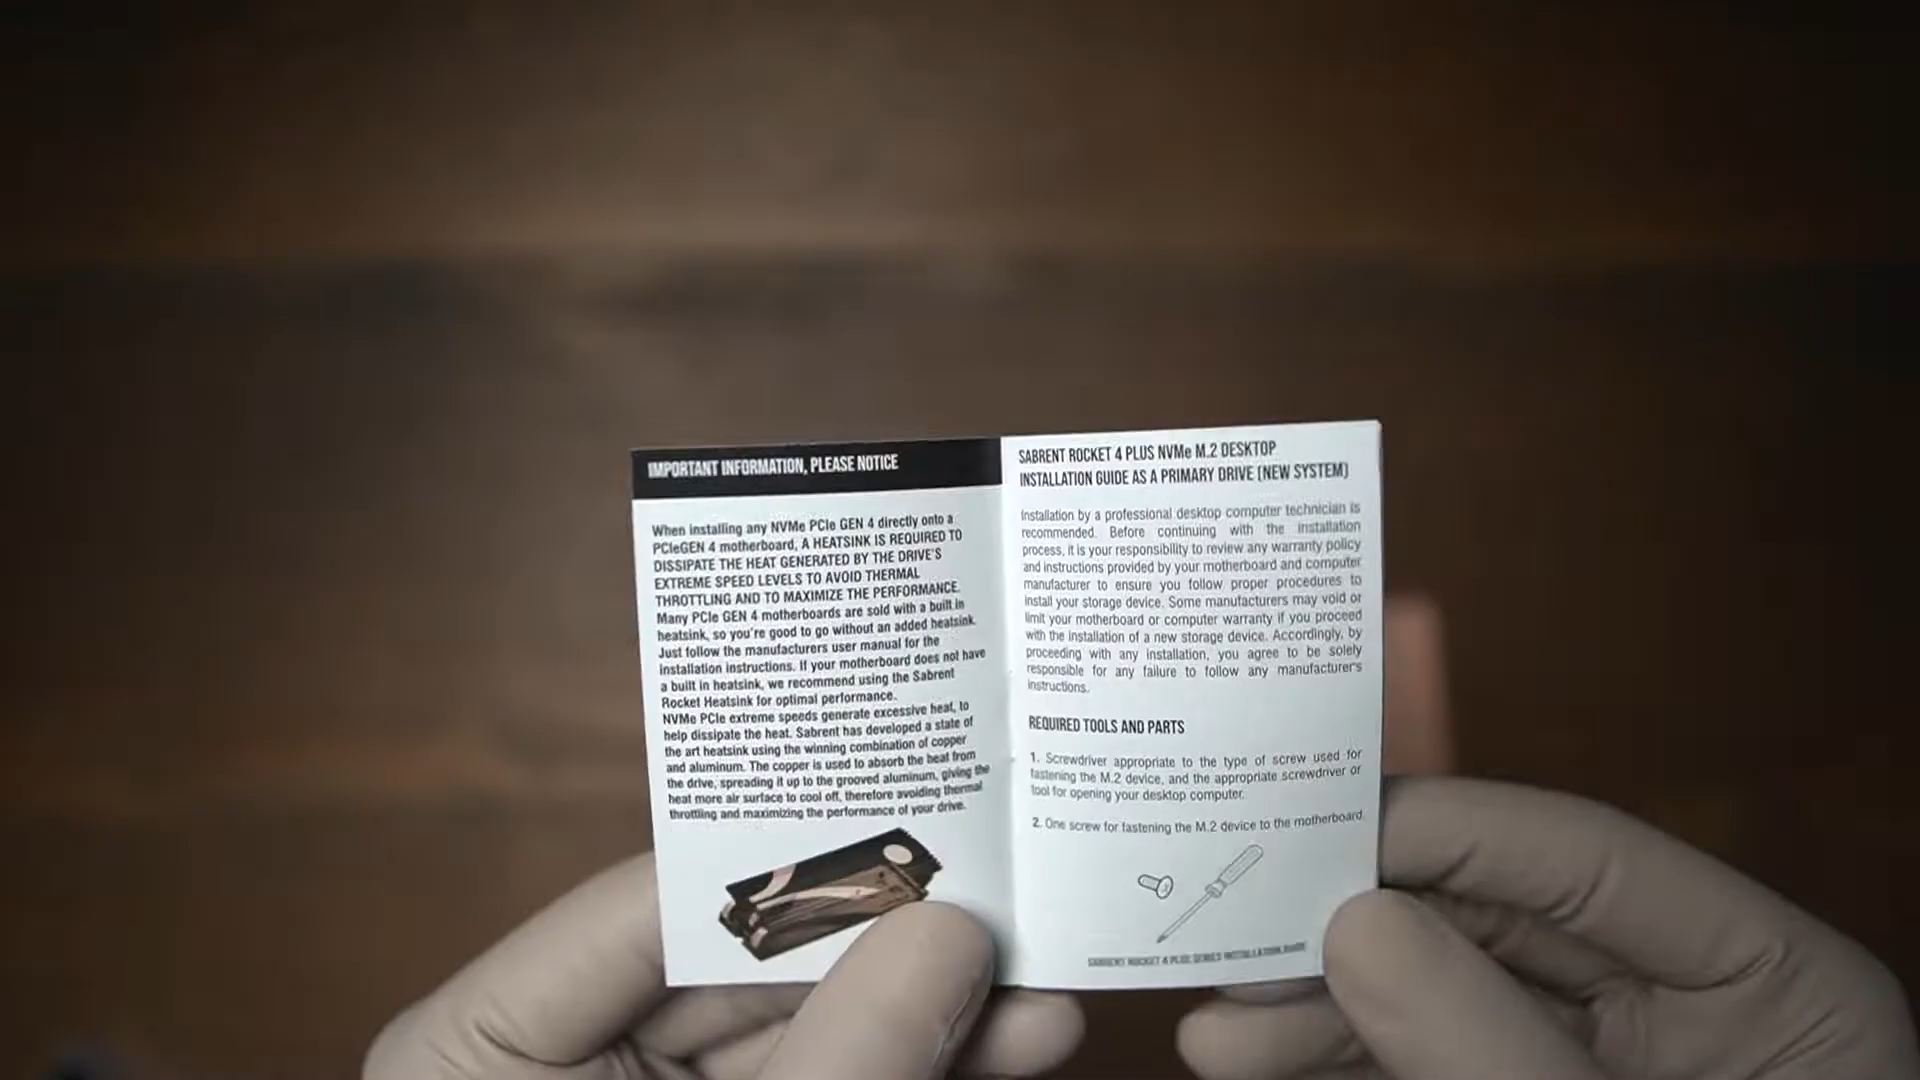 IMPORTANT INFORMATION, PLEASE NOTICE
When installing any NVMe PCIe GEN 4 directly onto a
PCIeGEN 4 motherboard, A HEATSINK IS REQUIRED TO
DISSIPATE THE HEAT GENERATED BY THE DRIVE'S
EXTREME SPEED LEVELS TO AVOID THERMAL
THROTTLING AND TO MAXIMIZE THE PERFORMANCE.
Many PCIe GEN 4 motherboards are sold with a built in
heatsink, so you're good to go without an added heatsink.
Just follow the manufacturers user manual for the
installation instructions. If your motherboard does not have
a built in heatsink, we recommend using the Sabrent
Rocket Heatsink for optimal performance.
NVMe PCIe extreme speeds generate excessive heat, to
help dissipate the heat. Sabrent has developed a state of
the art heatsink using the winning combination of copper
and aluminum. The copper is used to absorb the heat from
the drive, spreading it up to the grooved aluminum, giving the
heat more air surface to cool off, therefore avoiding thermal
throttling and maximizing the performance of your drive.
SABRENT ROCKET 4 PLUS NVMe M.2 DESKTOP
INSTALLATION GUIDE AS A PRIMARY DRIVE (NEW SYSTEM)
Installation by a professional desktop computer technician is
recommended. Before continuing with the installation
process, it is your responsibility to review any warranty policy
and instructions provided by your motherboard and computer
manufacturer to ensure you follow proper procedures to
install your storage device. Some manufacturers may void or
limit your motherboard or computer warranty if you proceed
with the installation of a new storage device. Accordingly, by
proceeding with any installation, you agree to be solely
responsible for any failure to follow any manufacturer's
instructions.
REQUIRED TOOLS AND PARTS
1. Screwdriver appropriate to the type of screw used for
fastening the M.2 device, and the appropriate screwdriver or
tool for opening your desktop computer.
2. One screw for fastening the M.2 device to the motherboard.
SABRENT ROCKET 4 PLUS SERIES INSTALLATION GUIDE